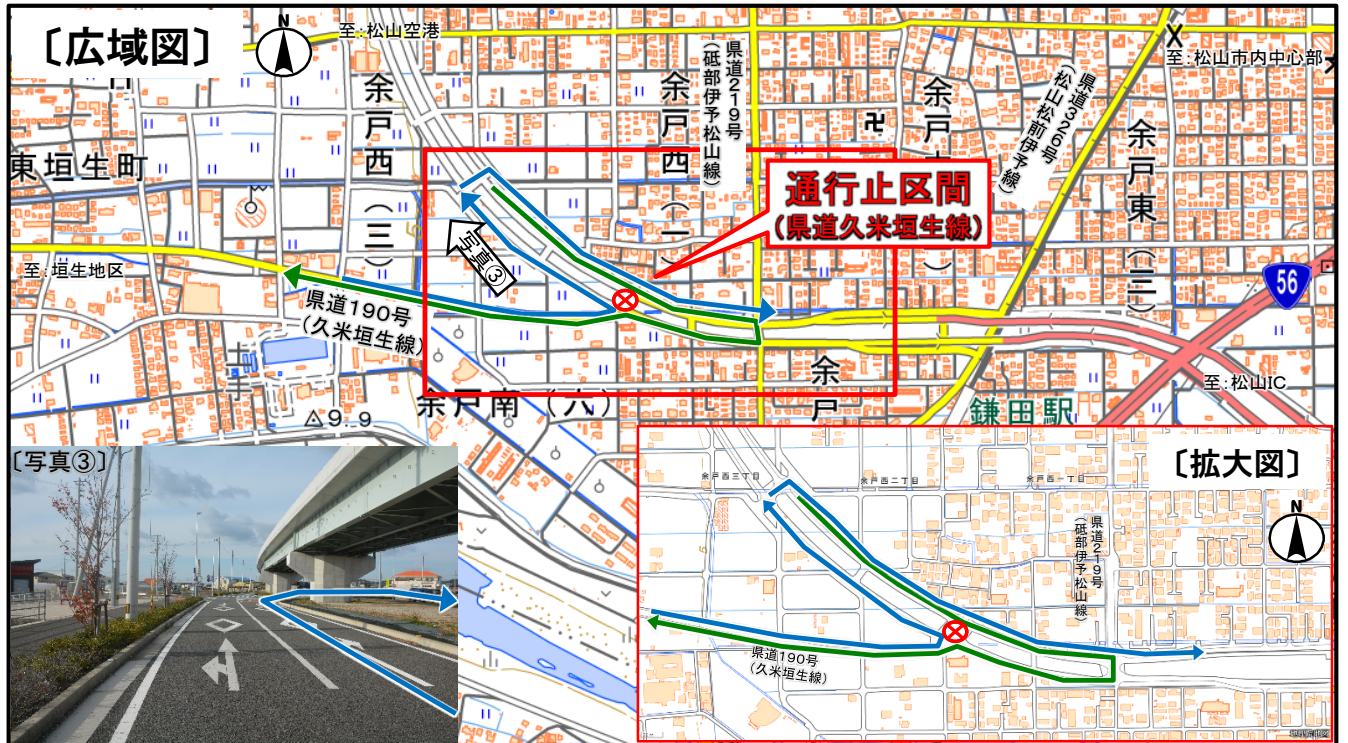 〔広域図〕
N
至:松山空港
県道219号
(砥部伊予松山線)
至:松山市内中心部
県道326号
(松山松前伊予線)
余戸西(三)
余戸西(一)
余戸東(二)
東垣生町
通行止区間
(県道久米垣生線)
写真③
至:垣生地区
県道190号
(久米垣生線)
56
至:松山IC
余戸
鎌田駅
余戸南(六)
9.9
〔写真③〕
〔拡大図〕
N
余戸西三丁目
余戸西二丁目
余戸西一丁目
県道219号
(砥部伊予松山線)
県道190号
(久米垣生線)